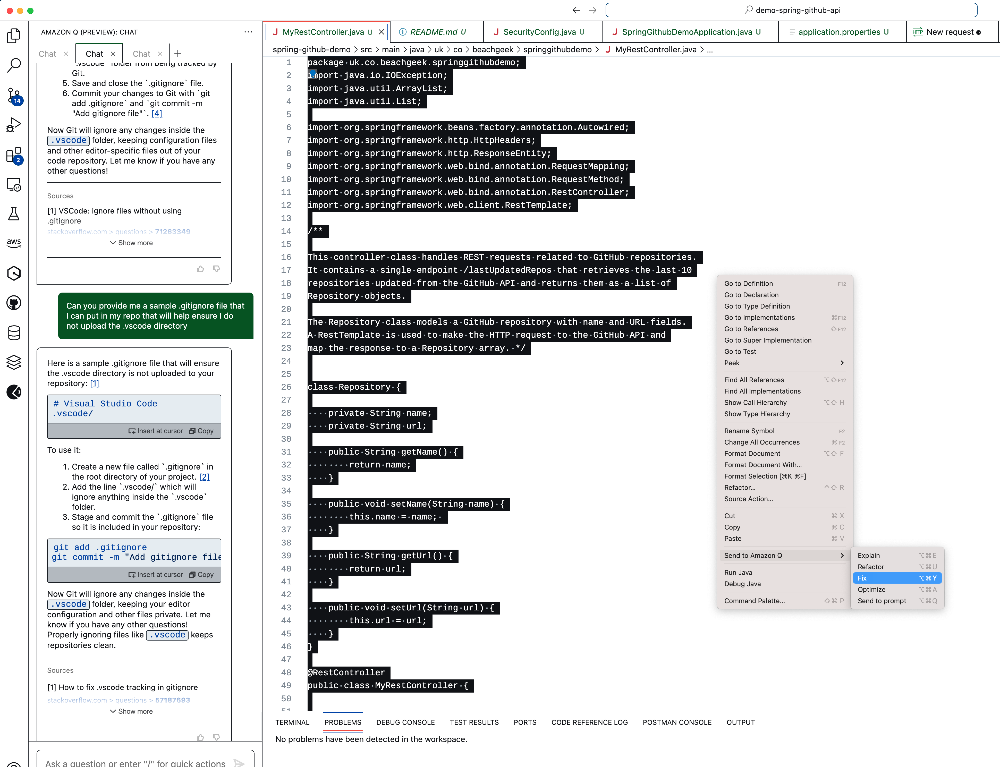 demo-spring-github-api
AMAZON Q (PREVIEW): CHAT
Chat
Chat
Chat
`.vscode` folder from being tracked by
Git.
5. Save and close the `.gitignore` file.
6. Commit your changes to Git with `git
add .gitignore` and `git commit -m
"Add gitignore file"`. [4]
Now Git will ignore any changes inside the
.vscode folder, keeping configuration files
and other editor-specific files out of your
code repository. Let me know if you have any
other questions!
Sources
[1] VSCode: ignore files without using
.gitignore
stackoverflow.com > questions > 71263349
Show more
Can you provide me a sample .gitignore file that
I can put in my repo that will help ensure I do
not upload the .vscode directory
Here is a sample .gitignore file that will ensure
the .vscode directory is not uploaded to your
repository: [1]
# Visual Studio Code
.vscode/
Insert at cursor Copy
To use it:
1. Create a new file called `.gitignore` in
the root directory of your project. [2]
2. Add the line `.vscode/` which will
ignore anything inside the `.vscode`
folder.
3. Stage and commit the `.gitignore` file
so it is included in your repository:
git add .gitignore
git commit -m "Add gitignore file
Insert at cursor Copy
Now Git will ignore any changes inside the
.vscode folder, keeping your editor
configuration and other files private. Let me
know if you have any other questions!
Properly ignoring files like .vscode keeps
repositories clean.
Sources
[1] How to fix .vscode tracking in gitignore
stackoverflow.com > questions > 57187693
Show more
Ask a question or enter "/" for quick actions
14
2
aws
MyRestController.java U
README.md U
SecurityConfig.java U
SpringGithubDemoApplication.java U
application.properties U
HTTP New request
spriing-github-demo > src > main > java > uk > co > beachgeek > springgithubdemo > J MyRestController.java > ...
1 package uk.co.beachgeek.springgithubdemo;
2 import java.io.IOException;
3 import java.util.ArrayList;
4 import java.util.List;
5
6 import org.springframework.beans.factory.annotation.Autowired;
7 import org.springframework.http.HttpHeaders;
8 import org.springframework.http.ResponseEntity;
9 import org.springframework.web.bind.annotation.RequestMapping;
10 import org.springframework.web.bind.annotation.RequestMethod;
11 import org.springframework.web.bind.annotation.RestController;
12 import org.springframework.web.client.RestTemplate;
13
14 /**
15
16 This controller class handles REST requests related to GitHub repositories.
17 It contains a single endpoint /lastUpdatedRepos that retrieves the last 10
18 repositories updated from the GitHub API and returns them as a list of
19 Repository objects.
20
21 The Repository class models a GitHub repository with name and URL fields.
22 A RestTemplate is used to make the HTTP request to the GitHub API and
23 map the response to a Repository array. */
24
25
26 class Repository {
27
28 private String name;
29 private String url;
30
31 public String getName() {
32 return name;
33 }
34
35 public void setName(String name) {
36 this.name = name;
37 }
38
39 public String getUrl() {
40 return url;
41 }
42
43 public void setUrl(String url) {
44 this.url = url;
45 }
46 }
47
48 @RestController
49 public class MyRestController {
50
51
Go to Definition F12
Go to Declaration
Go to Type Definition
Go to Implementations ⌘F12
Go to References ⇧F12
Go to Super Implementation
Go to Test
Peek
Find All References ⌥⇧F12
Find All Implementations
Show Call Hierarchy ⌥⇧ H
Show Type Hierarchy
Rename Symbol F2
Change All Occurrences ⌘ F2
Format Document ⌥⇧ F
Format Document With...
Format Selection [⌘K ⌘F]
Refactor... ^⇧ R
Source Action...
Cut ⌘ X
Copy ⌘ C
Paste ⌘ V
Send to Amazon Q
Run Java
Debug Java
Command Palette... ⇧⌘ P
Explain ⌥⌘E
Refactor ⌥⌘U
Fix ⌥⌘Y
Optimize ⌥⌘A
Send to prompt ⌥⌘Q
TERMINAL PROBLEMS DEBUG CONSOLE TEST RESULTS PORTS CODE REFERENCE LOG POSTMAN CONSOLE OUTPUT
No problems have been detected in the workspace.